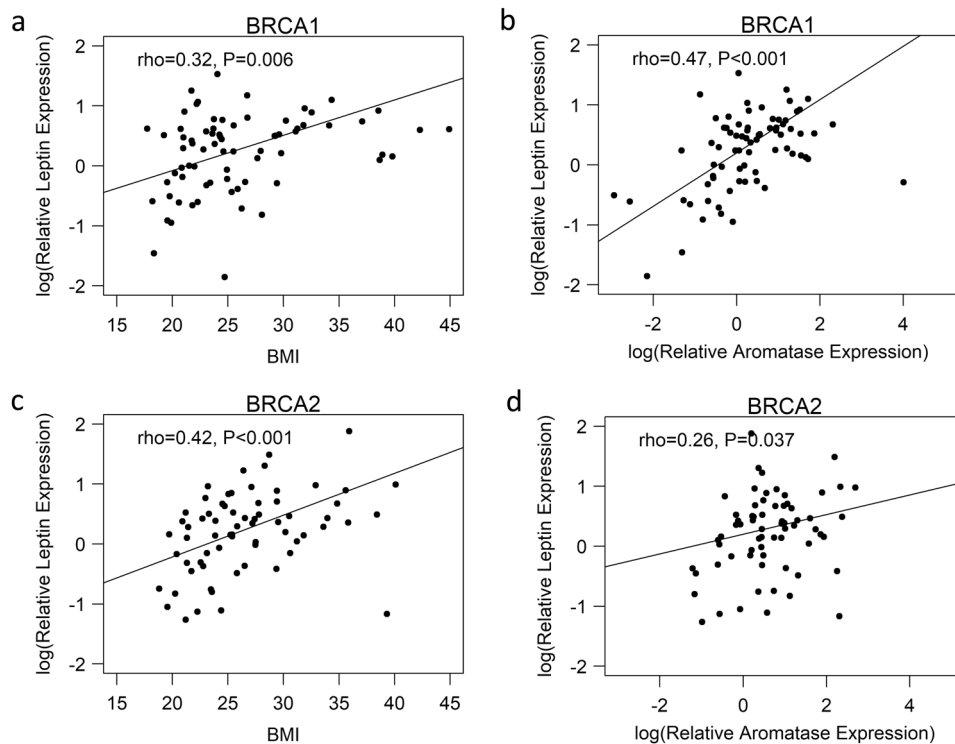 a
BRCA1
rho=0.32, P=0.006
log(Relative Leptin Expression)
2
1
0
-1
-2
15 20 25 30 35 40 45
BMI
b
BRCA1
rho=0.47, P<0.001
log(Relative Leptin Expression)
2
1
0
-1
-2
-2 0 2 4
log(Relative Aromatase Expression)
c
BRCA2
rho=0.42, P<0.001
log(Relative Leptin Expression)
2
1
0
-1
-2
15 20 25 30 35 40 45
BMI
d
BRCA2
rho=0.26, P=0.037
log(Relative Leptin Expression)
2
1
0
-1
-2
-2 0 2 4
log(Relative Aromatase Expression)